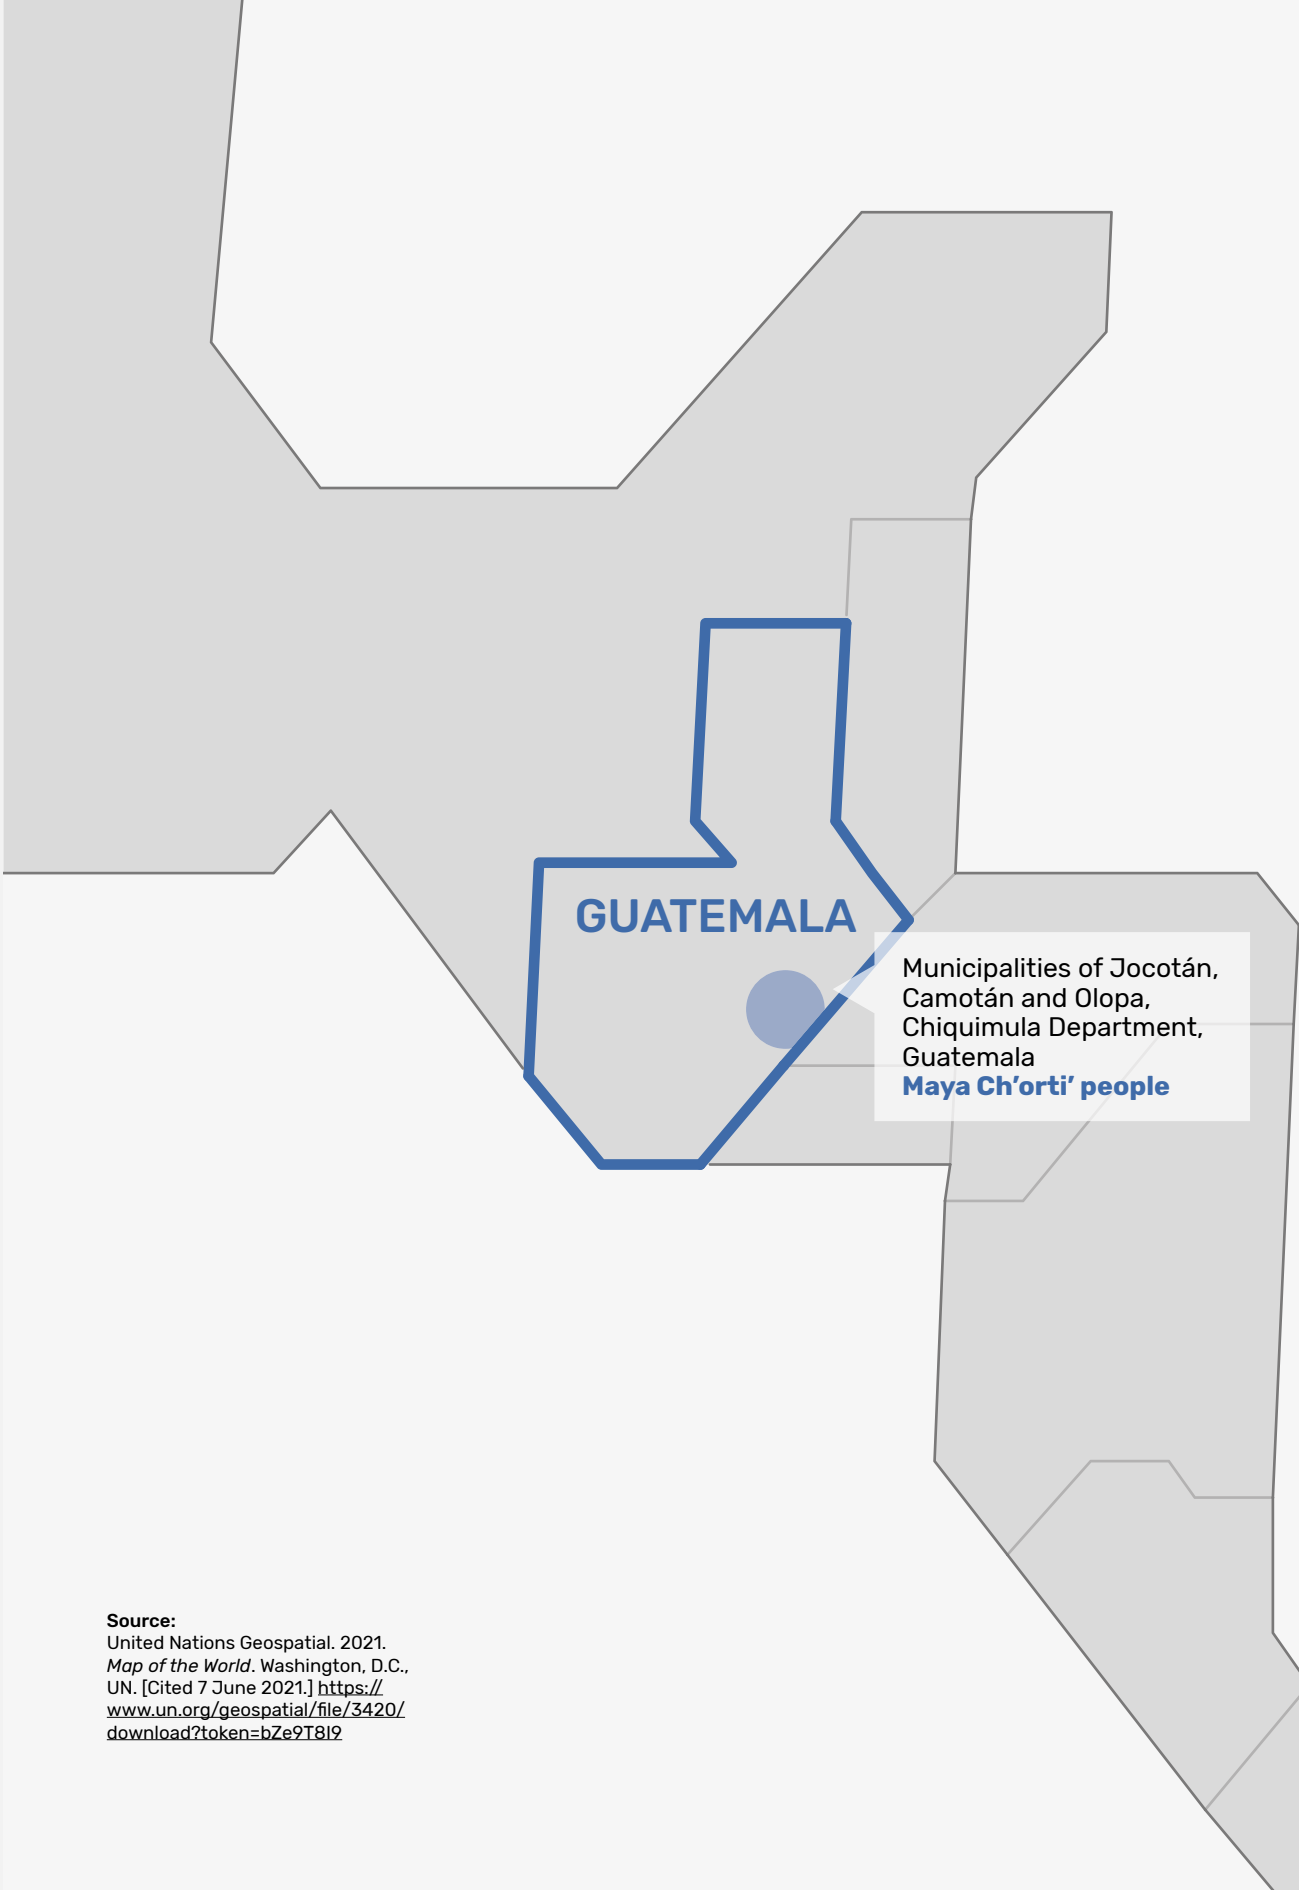 GUATEMALA
Municipalities of Jocotán,
Camotán and Olopa,
Chiquimula Department,
Guatemala
Maya Ch’orti’ people
Source:
United Nations Geospatial. 2021.
Map of the World. Washington, D.C.,
UN. [Cited 7 June 2021.] https://
www.un.org/geospatial/file/3420/
download?token=bZe9T8I9